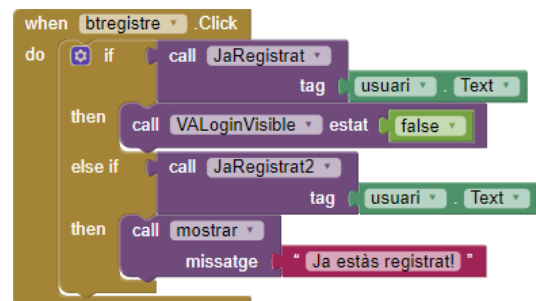 when btregistre .Click
do if call JaRegistrat
tag usuari . Text
then call VALoginVisible estat false
else if call JaRegistrat2
tag usuari . Text
then call mostrar
missatge " Ja estàs registrat! "